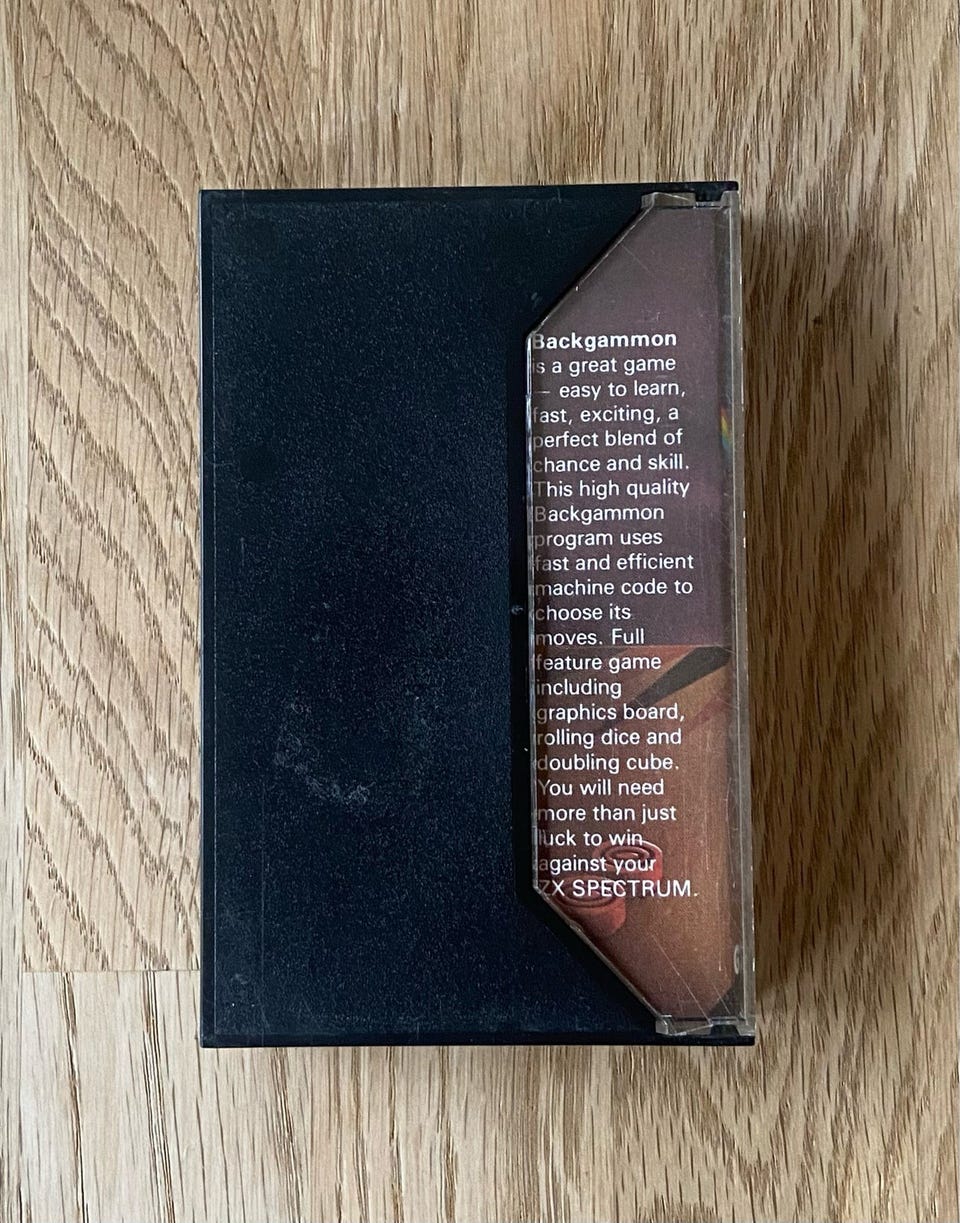 Backgammon
is a great game
— easy to learn,
fast, exciting, a
perfect blend of
chance and skill.
This high quality
Backgammon
program uses
fast and efficient
machine code to
choose its
moves. Full
feature game
including
graphics board,
rolling dice and
doubling cube.
You will need
more than just
luck to win
against your
ZX SPECTRUM.